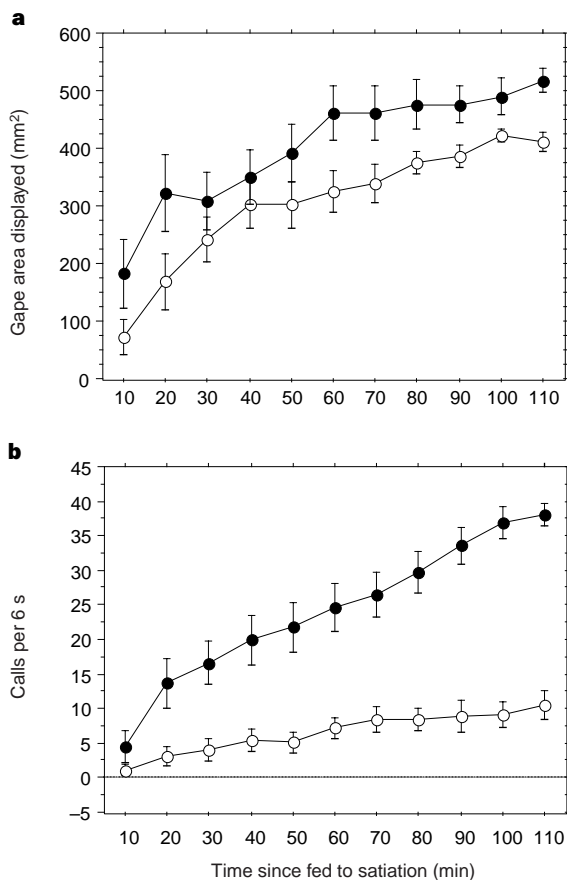 a
600
500
400
300
200
100
0
Gape area displayed (mm²)
10 20 30 40 50 60 70 80 90 100 110
b
45
40
35
30
25
20
15
10
5
0
–5
Calls per 6 s
10 20 30 40 50 60 70 80 90 100 110
Time since fed to satiation (min)